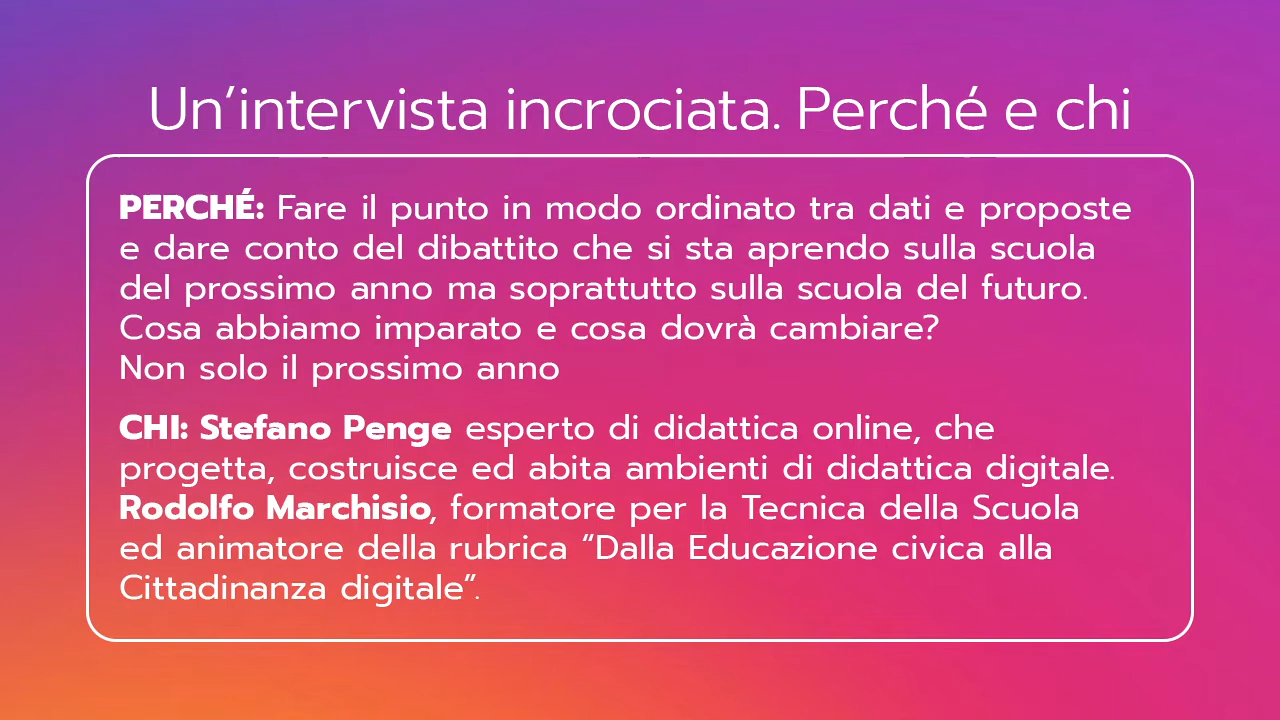 Un’intervista incrociata. Perché e chi
PERCHÉ: Fare il punto in modo ordinato tra dati e proposte
e dare conto del dibattito che si sta aprendo sulla scuola
del prossimo anno ma soprattutto sulla scuola del futuro.
Cosa abbiamo imparato e cosa dovrà cambiare?
Non solo il prossimo anno
CHI: Stefano Penge esperto di didattica online, che
progetta, costruisce ed abita ambienti di didattica digitale.
Rodolfo Marchisio, formatore per la Tecnica della Scuola
ed animatore della rubrica “Dalla Educazione civica alla
Cittadinanza digitale”.